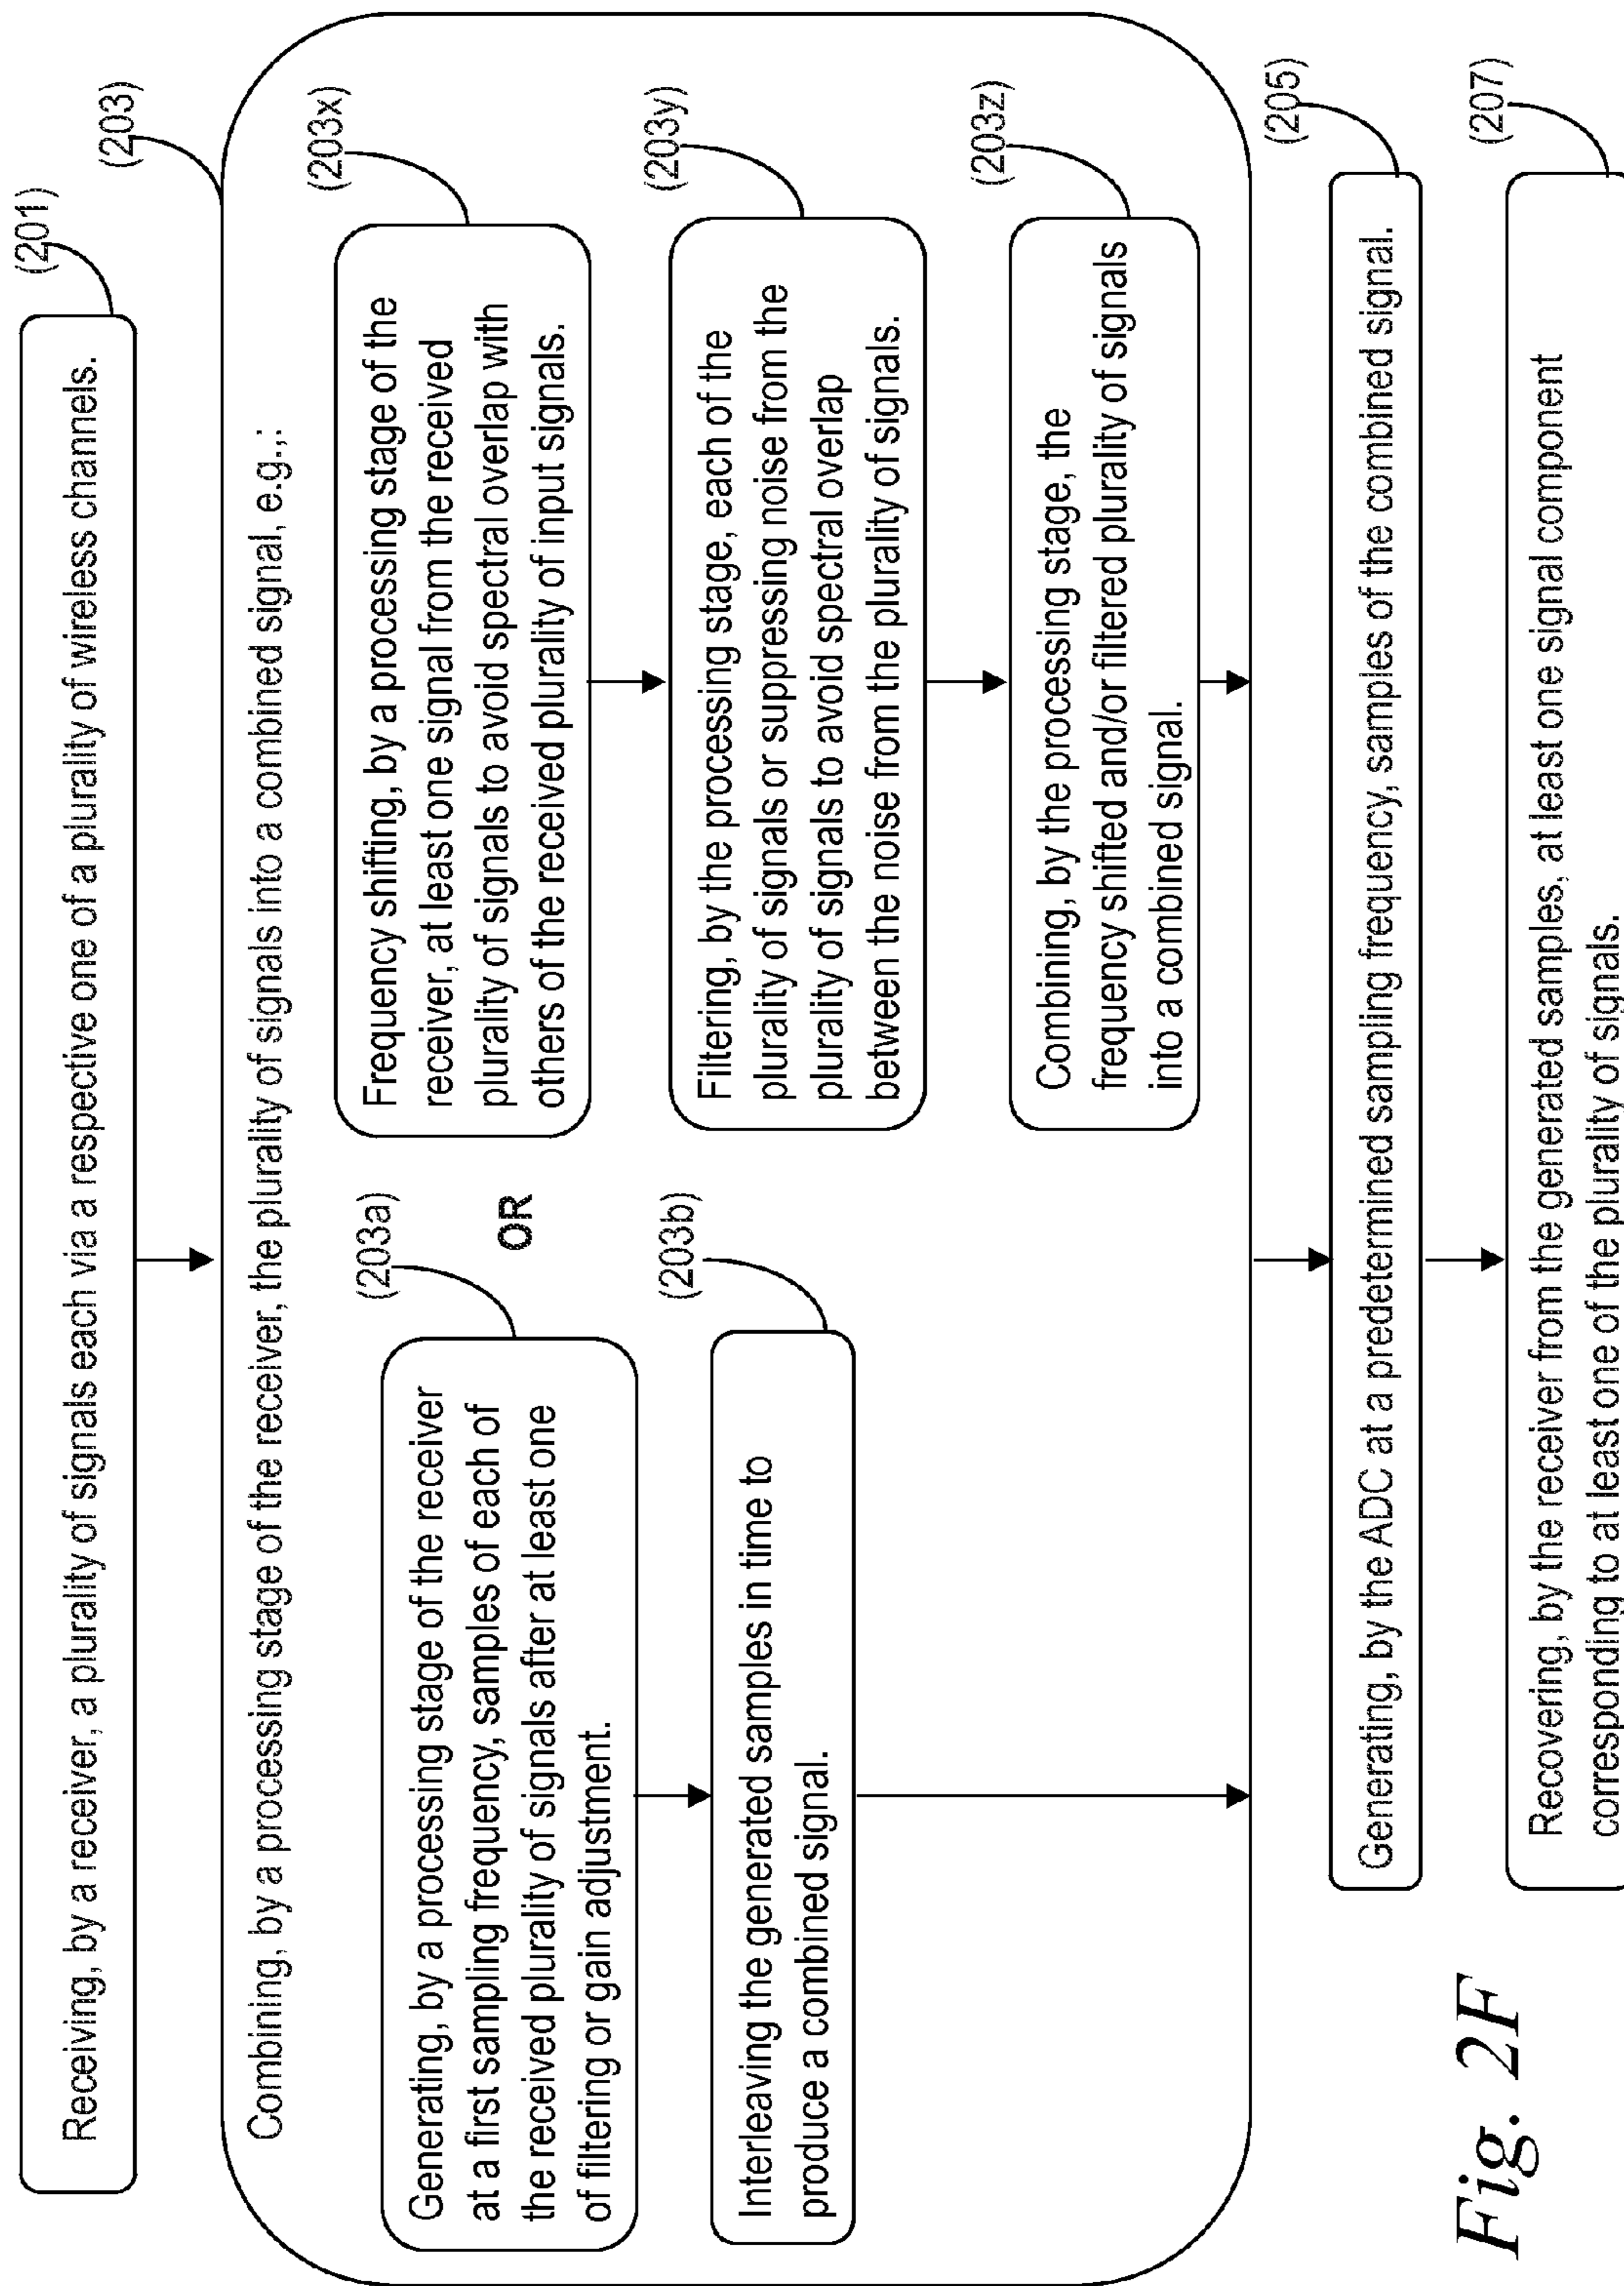 (201)
Receiving, by a receiver, a plurality of signals each via a respective one of a plurality of wireless channels.
(203)
Combining, by a processing stage of the receiver, the plurality of signals into a combined signal, e.g.,:
(203a)
Generating, by a processing stage of the receiver
at a first sampling frequency, samples of each of
the received plurality of signals after at least one
of filtering or gain adjustment.
(203b)
Interleaving the generated samples in time to
produce a combined signal.
OR
(203x)
Frequency shifting, by a processing stage of the
receiver, at least one signal from the received
plurality of signals to avoid spectral overlap with
others of the received plurality of input signals.
(203y)
Filtering, by the processing stage, each of the
plurality of signals or suppressing noise from the
plurality of signals to avoid spectral overlap
between the noise from the plurality of signals.
(203z)
Combining, by the processing stage, the
frequency shifted and/or filtered plurality of signals
into a combined signal.
(205)
Generating, by the ADC at a predetermined sampling frequency, samples of the combined signal.
(207)
Recovering, by the receiver from the generated samples, at least one signal component
corresponding to at least one of the plurality of signals.
Fig. 2F